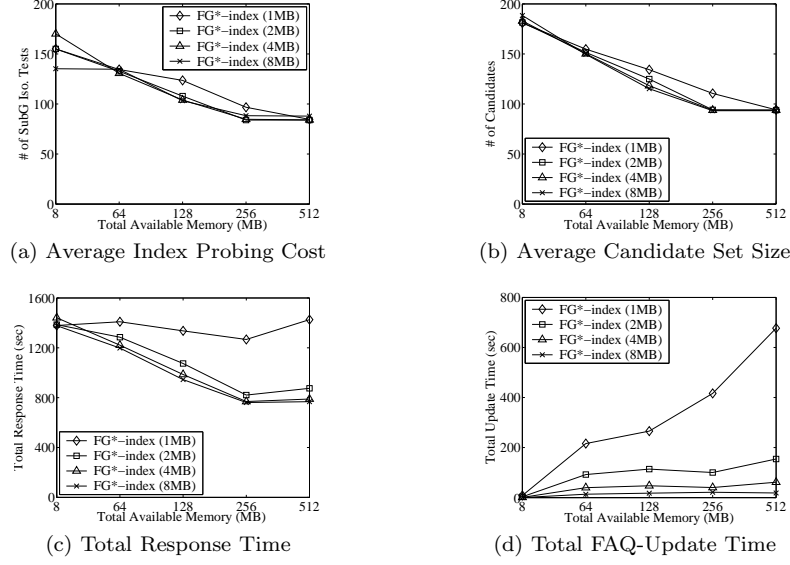 200
150
100
50
0
# of SubG Iso. Tests
FG*−index (1MB)
FG*−index (2MB)
FG*−index (4MB)
FG*−index (8MB)
8 64 128 256 512
Total Available Memory (MB)
(a) Average Index Probing Cost
200
150
100
50
0
# of Candidates
FG*−index (1MB)
FG*−index (2MB)
FG*−index (4MB)
FG*−index (8MB)
8 64 128 256 512
Total Available Memory (MB)
(b) Average Candidate Set Size
1600
1200
800
400
0
Total Response Time (sec)
FG*−index (1MB)
FG*−index (2MB)
FG*−index (4MB)
FG*−index (8MB)
8 64 128 256 512
Total Available Memory (MB)
(c) Total Response Time
800
600
400
200
0
Total Update Time (sec)
FG*−index (1MB)
FG*−index (2MB)
FG*−index (4MB)
FG*−index (8MB)
8 64 128 256 512
Total Available Memory (MB)
(d) Total FAQ-Update Time